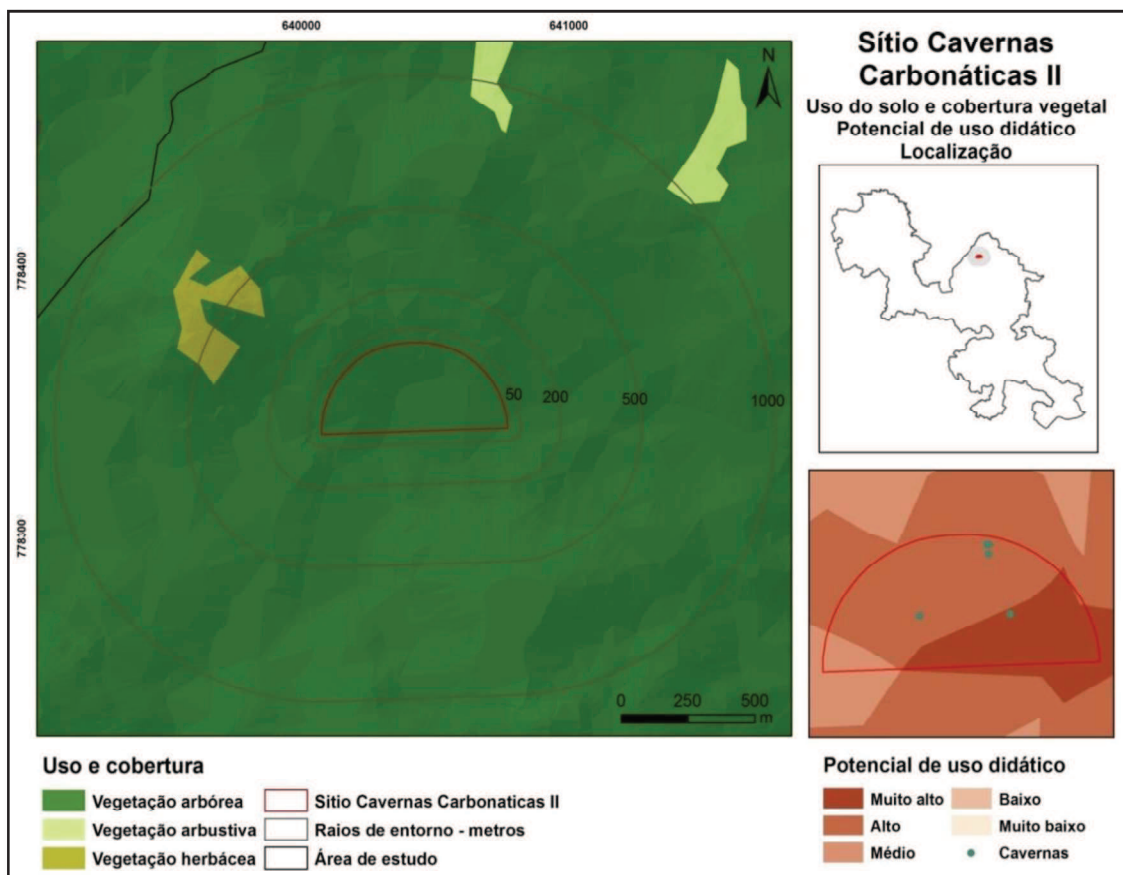 640000 641000
Sítio Cavernas
Carbonáticas II
Uso do solo e cobertura vegetal
Potencial de uso didático
Localização
N
778400
50 200 500 1000
0 250 500
m
Uso e cobertura
Vegetação arbórea
Vegetação arbustiva
Vegetação herbácea
Sitio Cavernas Carbonaticas II
Raios de entorno - metros
Área de estudo
Potencial de uso didático
Muito alto
Alto
Médio
Baixo
Muito baixo
Cavernas